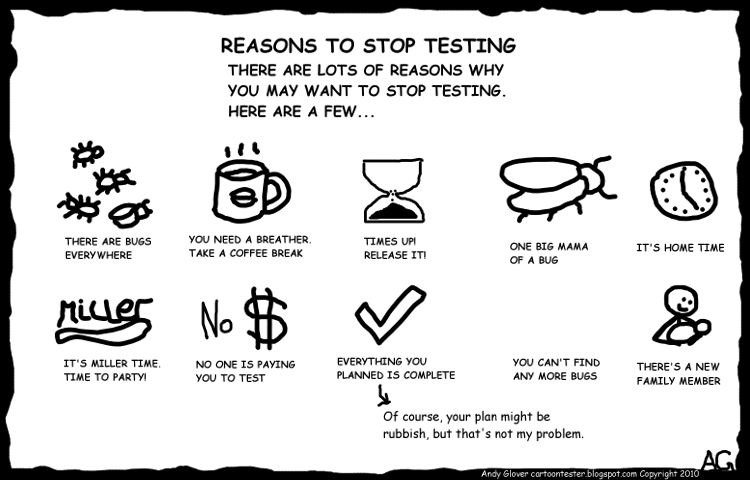 REASONS TO STOP TESTING
THERE ARE LOTS OF REASONS WHY
YOU MAY WANT TO STOP TESTING.
HERE ARE A FEW...
THERE ARE BUGS
EVERYWHERE
YOU NEED A BREATHER.
TAKE A COFFEE BREAK
TIMES UP!
RELEASE IT!
ONE BIG MAMA
OF A BUG
IT'S HOME TIME
Miller
IT'S MILLER TIME.
TIME TO PARTY!
No $
NO ONE IS PAYING
YOU TO TEST
EVERYTHING YOU
PLANNED IS COMPLETE
Of course, your plan might be
rubbish, but that's not my problem.
YOU CAN'T FIND
ANY MORE BUGS
THERE'S A NEW
FAMILY MEMBER
AG
Andy Glover cartoontester.blogspot.com Copyright 2010